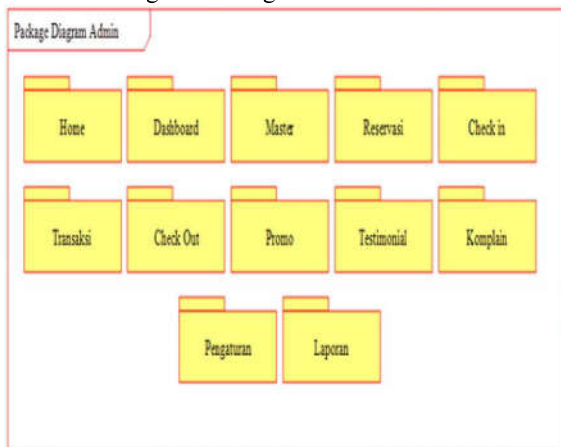 Package Diagram Admin
Home
Dashboard
Master
Reservasi
Check in
Transaksi
Check Out
Promo
Testimonial
Komplain
Pengaturan
Laporan